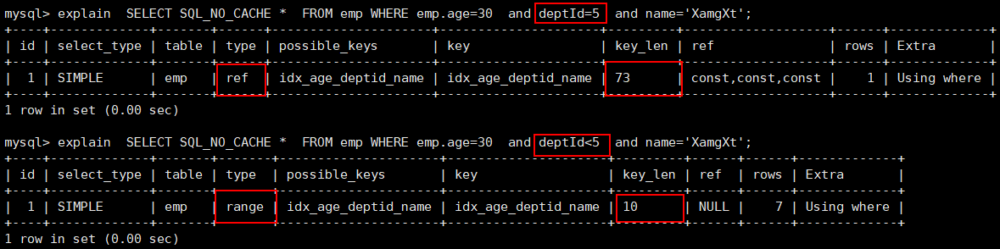 mysql> explain  SELECT SQL_NO_CACHE *  FROM emp WHERE emp.age=30  and deptId=5  and name='XamgXt';
+----+-------------+-------+------+---------------------+---------------------+---------+-------------------+------+-------------+
| id | select_type | table | type | possible_keys       | key                 | key_len | ref               | rows | Extra       |
+----+-------------+-------+------+---------------------+---------------------+---------+-------------------+------+-------------+
|  1 | SIMPLE      | emp   | ref  | idx_age_deptid_name | idx_age_deptid_name | 73      | const,const,const |    1 | Using where |
+----+-------------+-------+------+---------------------+---------------------+---------+-------------------+------+-------------+
1 row in set (0.00 sec)
mysql> explain  SELECT SQL_NO_CACHE *  FROM emp WHERE emp.age=30  and deptId<5  and name='XamgXt';
+----+-------------+-------+-------+---------------------+---------------------+---------+------+------+-------------+
| id | select_type | table | type  | possible_keys       | key                 | key_len | ref  | rows | Extra       |
+----+-------------+-------+-------+---------------------+---------------------+---------+------+------+-------------+
|  1 | SIMPLE      | emp   | range | idx_age_deptid_name | idx_age_deptid_name | 10      | NULL |    7 | Using where |
+----+-------------+-------+-------+---------------------+---------------------+---------+------+------+-------------+
1 row in set (0.00 sec)